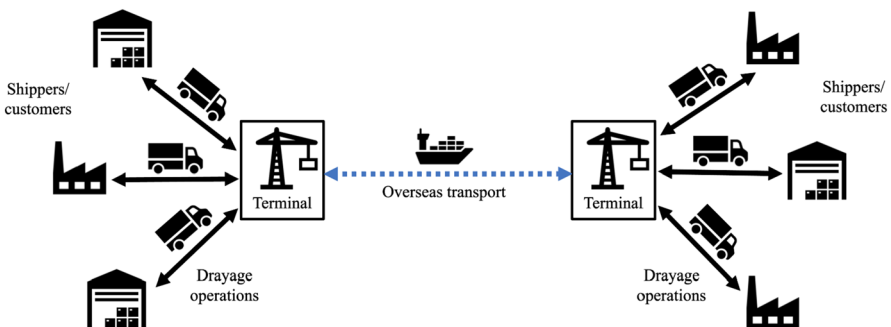 Shippers/
customers
Terminal
Overseas transport
Drayage
operations
Shippers/
customers
Terminal
Drayage
operations